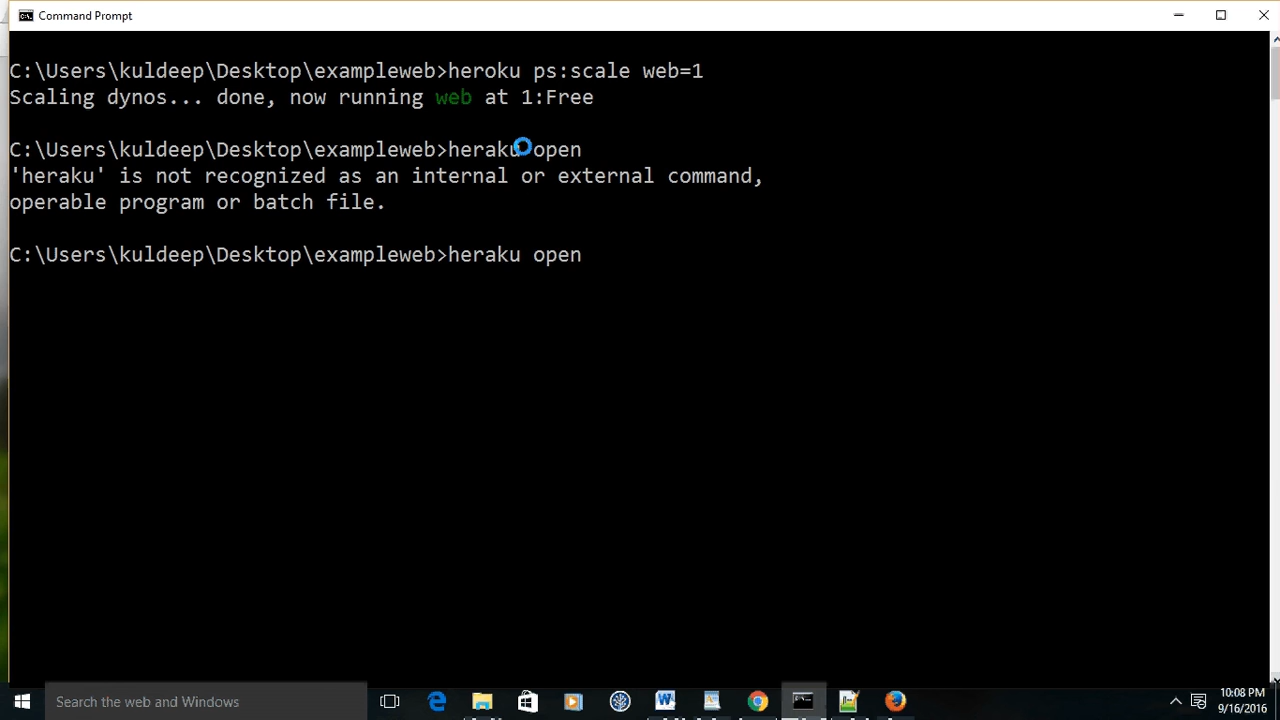 Command Prompt
C:\Users\kuldeep\Desktop\exampleweb>heroku ps:scale web=1
Scaling dynos... done, now running web at 1:Free
C:\Users\kuldeep\Desktop\exampleweb>heraku open
'heraku' is not recognized as an internal or external command,
operable program or batch file.
C:\Users\kuldeep\Desktop\exampleweb>heraku open
Search the web and Windows
10:08 PM
9/16/2016